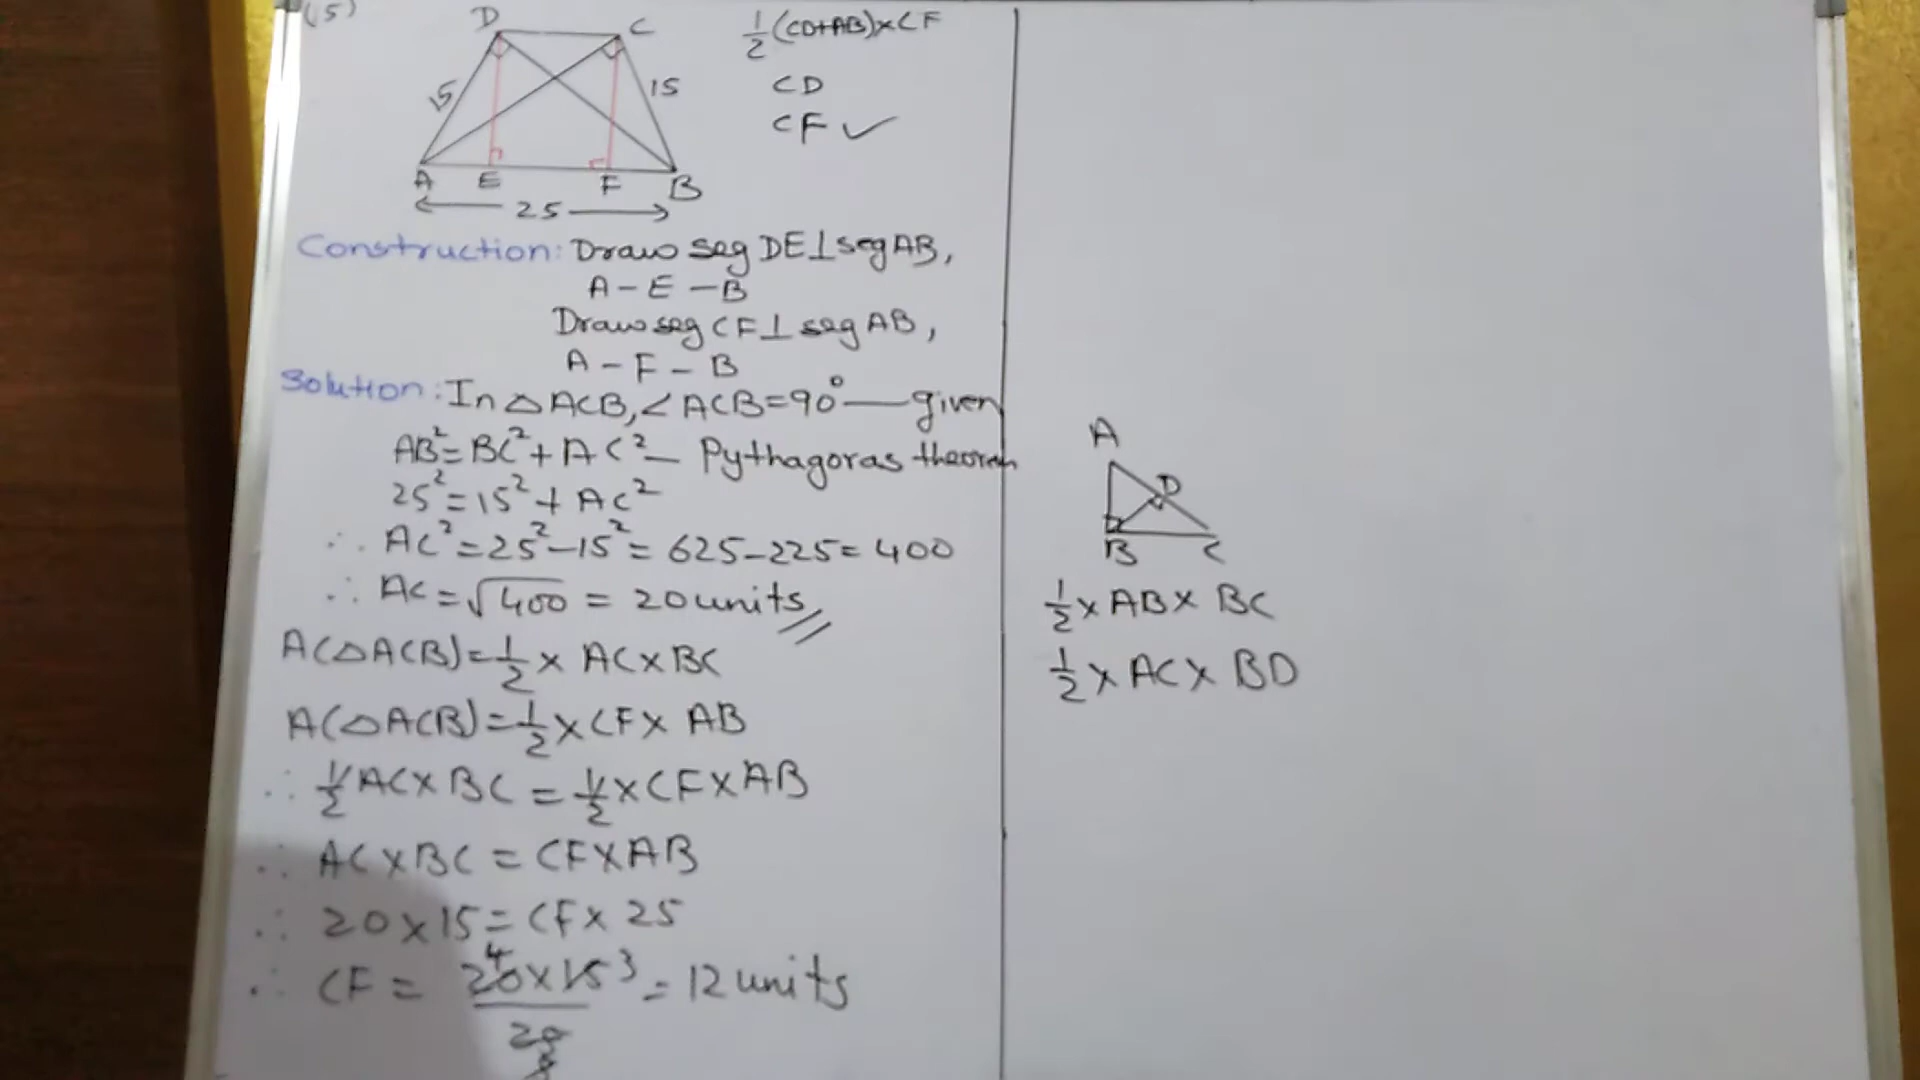 (5)
D
C
15
15
A E F B
25
1/2 (CD+AB)×CF
CD
CF ✓
Construction: Draw seg DE⊥seg AB,
A - E - B
Draw seg CF⊥ seg AB,
A - F - B
Solution: In △ACB, ∠ACB=90° — given
AB²=BC²+AC² — Pythagoras theorem
25²=15²+AC²
∴ AC²=25²-15²=625-225=400
∴ AC=√400 = 20 units
A(△ACB)=1/2 × AC×BC
A(△ACB)=1/2 ×CF× AB
∴ 1/2 AC×BC = 1/2 ×CF×AB
∴ AC×BC = CF×AB
∴ 20×15=CF× 25
∴ CF = 20×15/25 = 12 units
4
3
A
D
B
C
1/2 × AB× BC
1/2 × AC× BD